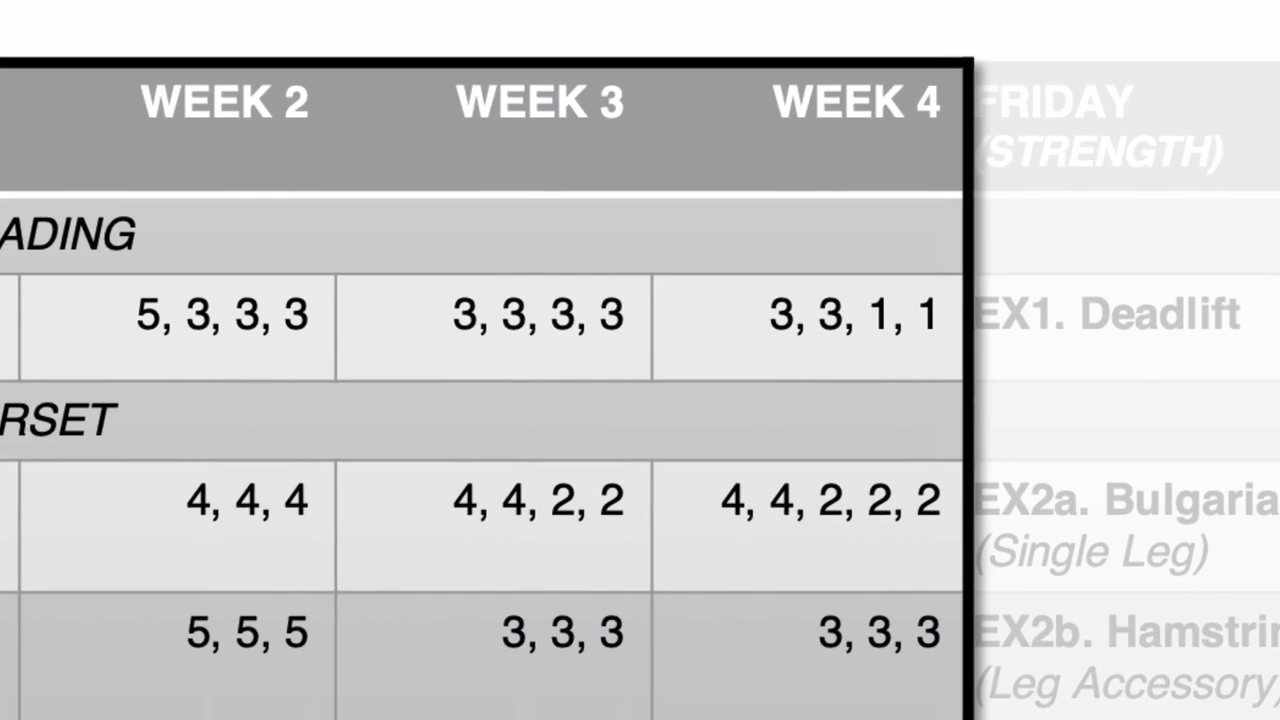 WEEK 2 WEEK 3 WEEK 4 FRIDAY
(STRENGTH)
ADING
5, 3, 3, 3 3, 3, 3, 3 3, 3, 1, 1 EX1. Deadlift
RSET
4, 4, 4 4, 4, 2, 2 4, 4, 2, 2, 2 EX2a. Bulgaria
(Single Leg)
5, 5, 5 3, 3, 3 3, 3, 3 EX2b. Hamstrin
(Leg Accessory)